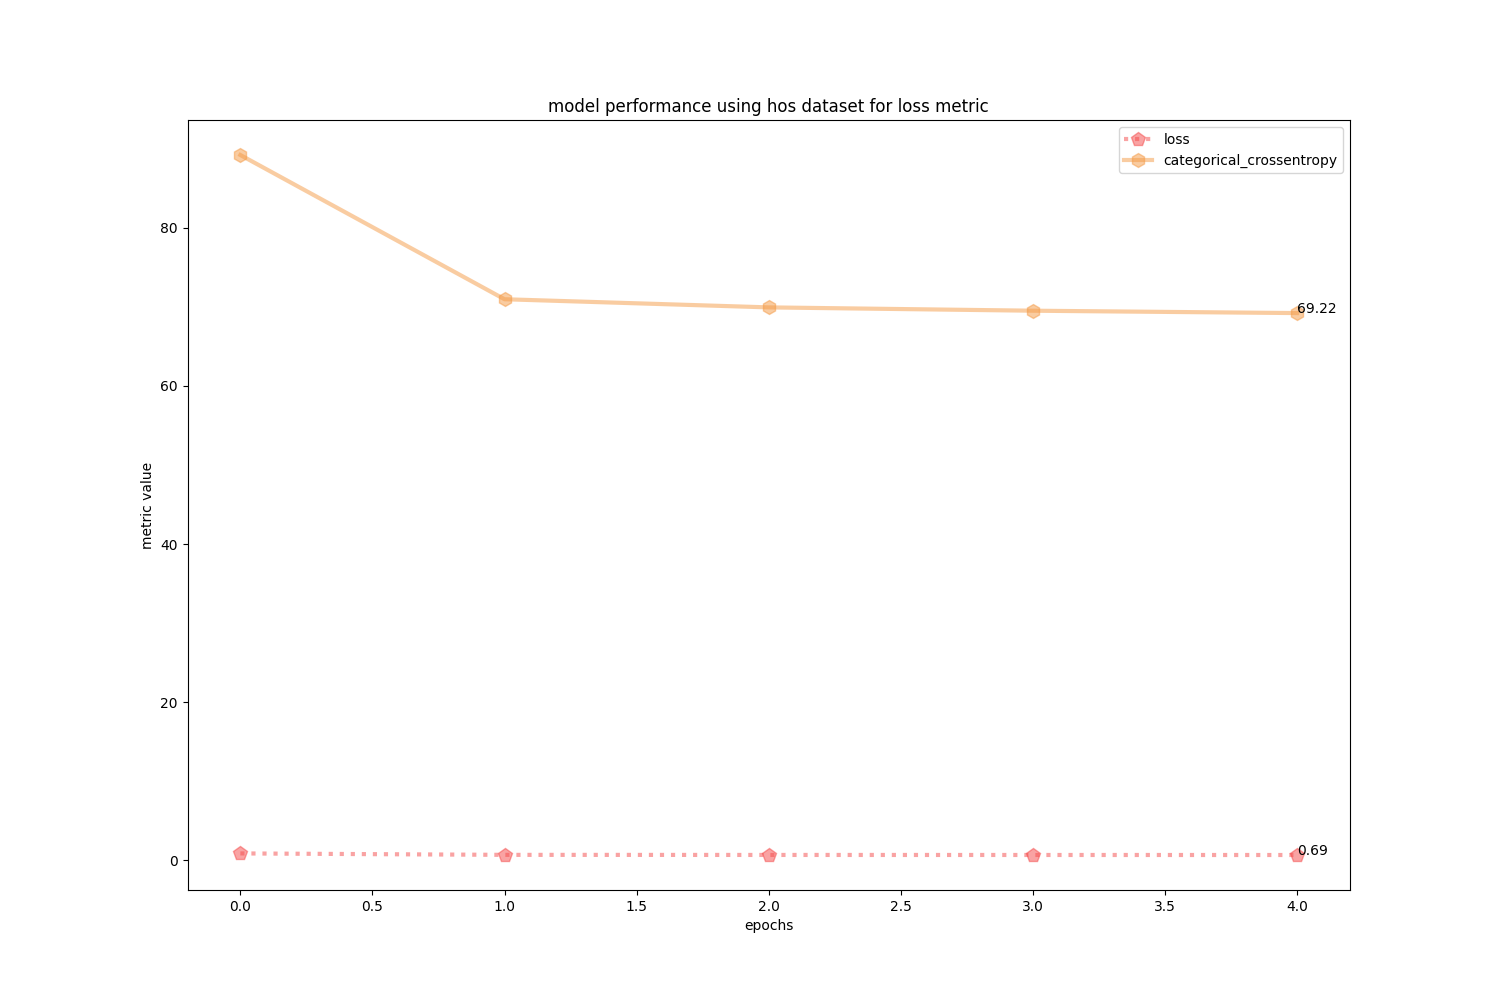 model performance using hos dataset for loss metric
loss
categorical_crossentropy
80
60
40
20
0
metric value
69.22
0.69
0.0 0.5 1.0 1.5 2.0 2.5 3.0 3.5 4.0
epochs